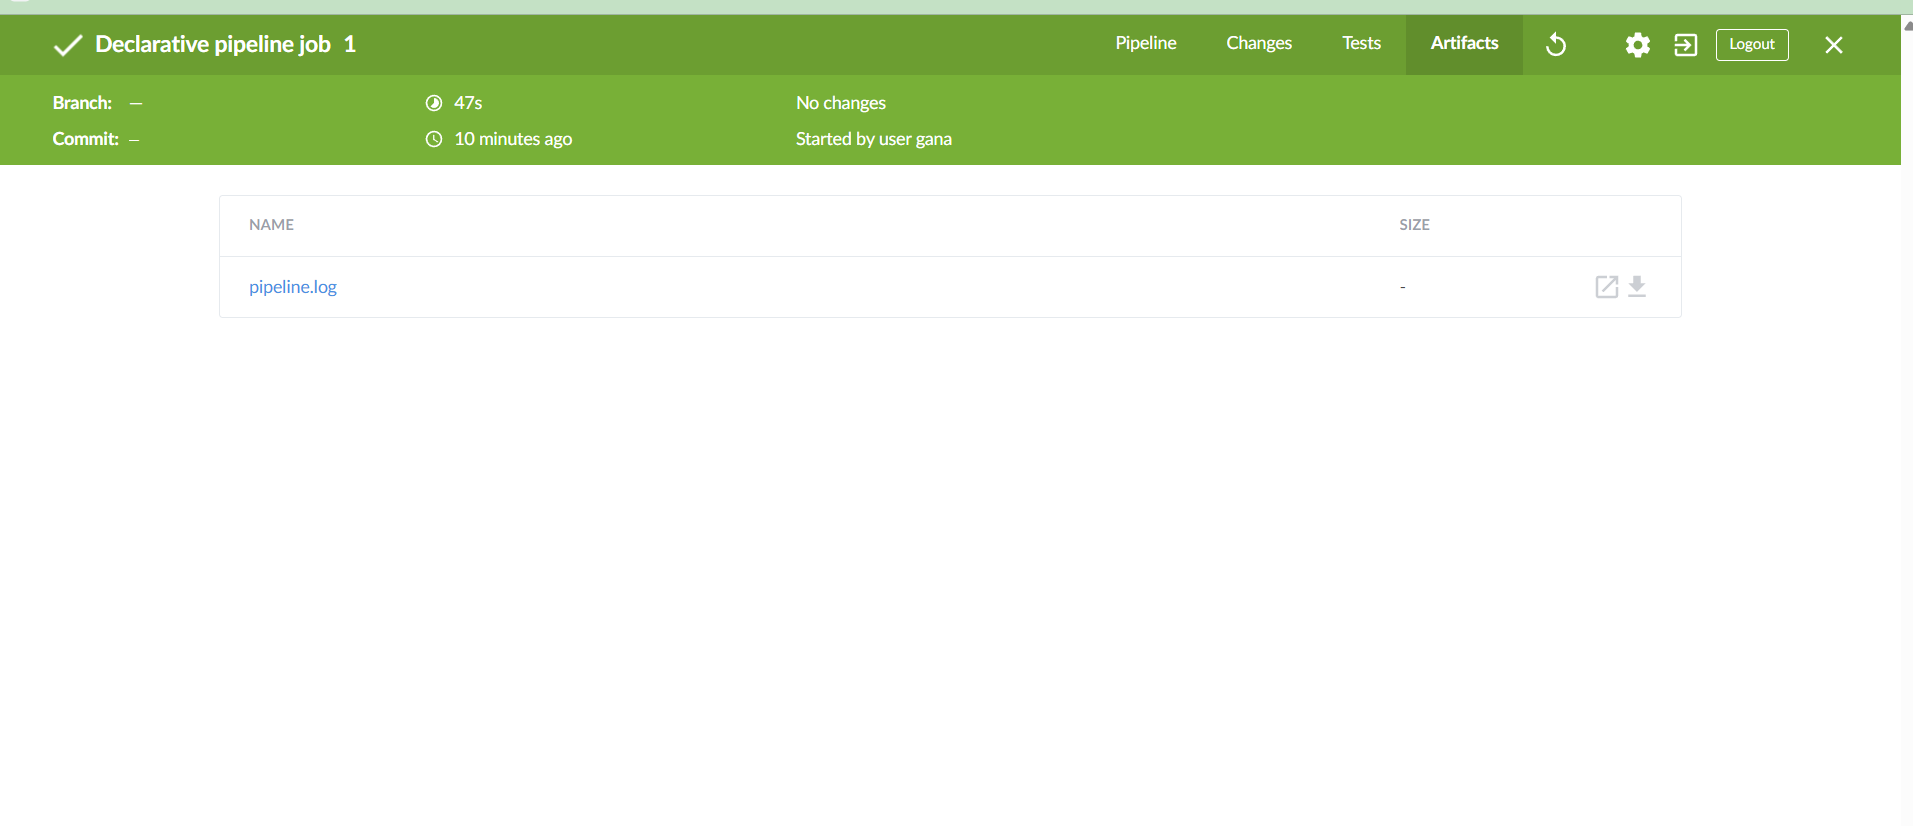 Declarative pipeline job 1
Pipeline Changes Tests Artifacts Logout
Branch: — 47s No changes
Commit: — 10 minutes ago Started by user gana
NAME SIZE
pipeline.log -